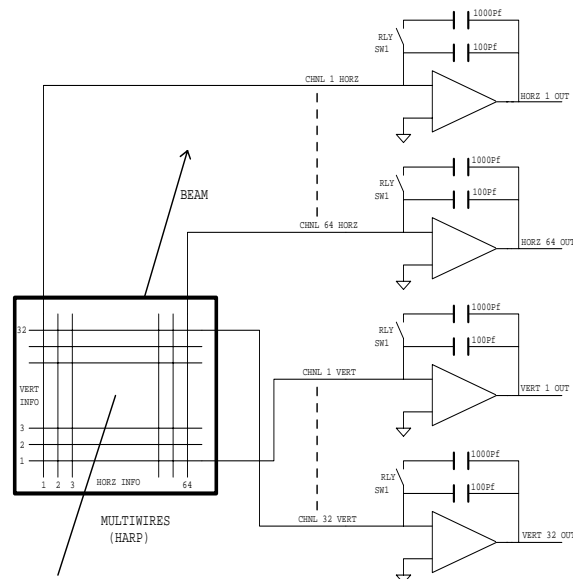 1000Pf
RLY
SW1
100Pf
CHNL 1 HORZ
HORZ 1 OUT
1000Pf
RLY
SW1
100Pf
BEAM
CHNL 64 HORZ
HORZ 64 OUT
1000Pf
RLY
SW1
100Pf
32
CHNL 1 VERT
VERT 1 OUT
VERT
INFO
3
2
1
1 2 3 HORZ INFO 64
1000Pf
RLY
SW1
100Pf
MULTIWIRES
(HARP)
CHNL 32 VERT
VERT 32 OUT